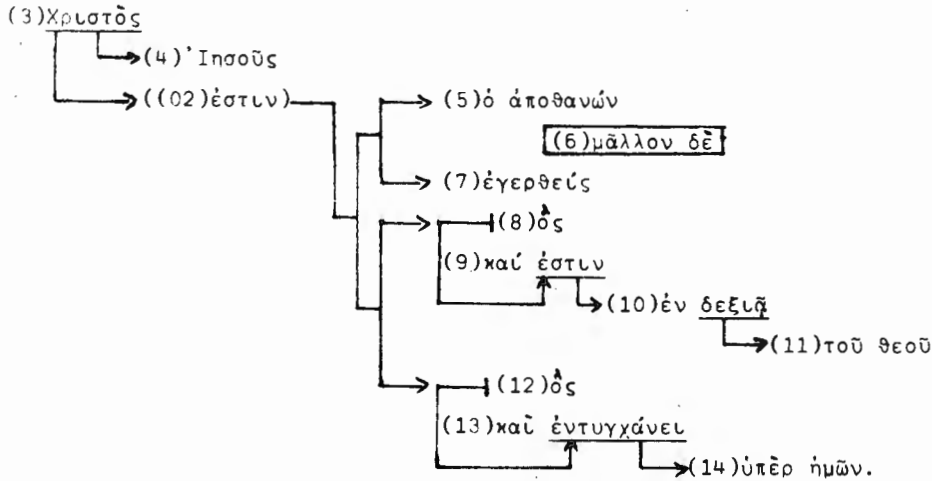 (3)Χριστὸς
(4)Ἰησοῦς
((02)ἐστιν)
(5)ὁ ἀποθανών
(6)μᾶλλον δὲ
(7)ἐγερθείς
(8)ὅς
(9)καί ἐστιν
(10)ἐν δεξιᾷ
(11)τοῦ θεοῦ
(12)ὅς
(13)καὶ ἐντυγχάνει
(14)ὑπὲρ ἡμῶν.